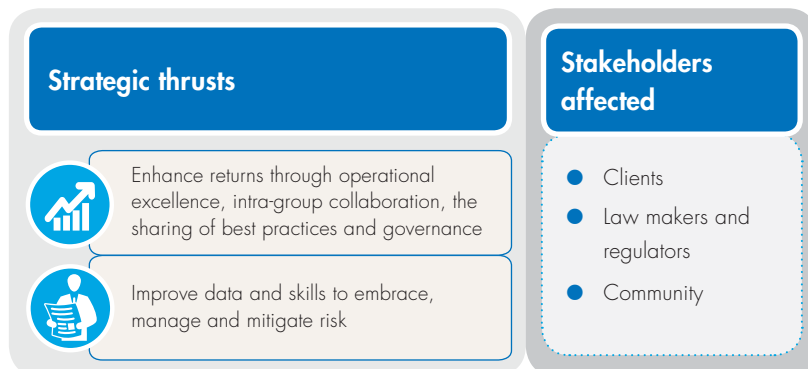 Strategic thrusts
Enhance returns through operational
excellence, intra-group collaboration, the
sharing of best practices and governance
Improve data and skills to embrace,
manage and mitigate risk
Stakeholders
affected
Clients
Law makers and
regulators
Community